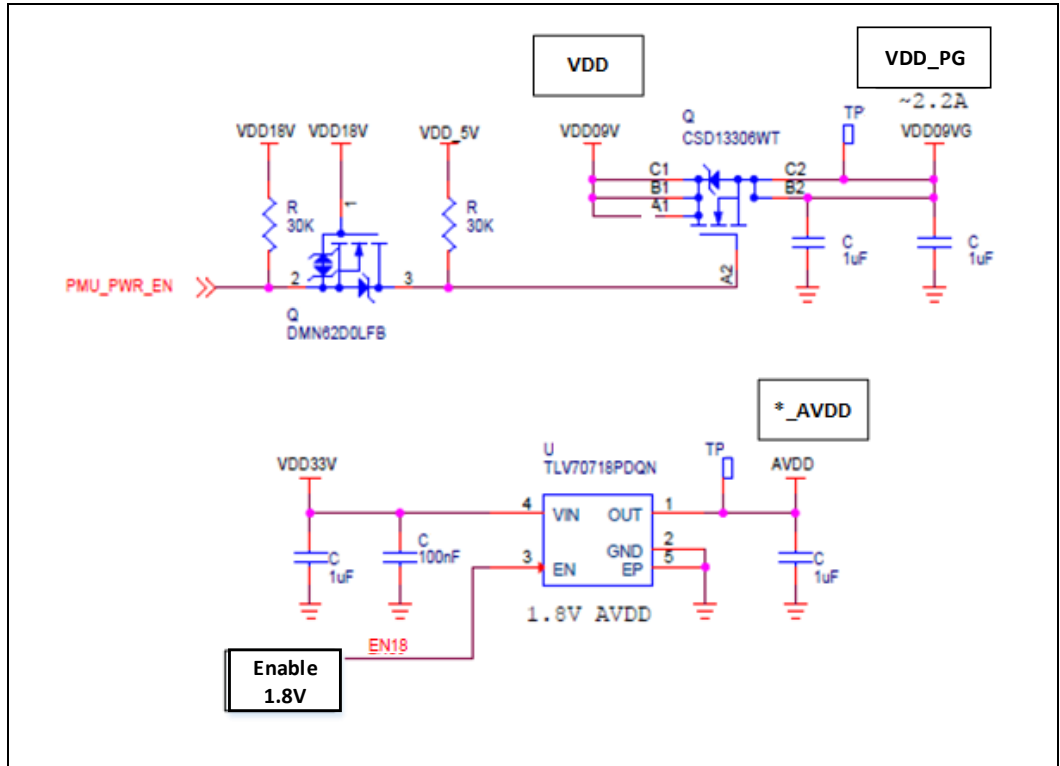 VDD
VDD_PG
~2.2A
VDD18V
VDD18V
VDD_5V
VDD09V
Q
CSD13306WT
TP
VDD09VG
C1
B1
A1
C2
B2
R
30K
1
R
30K
C
1uF
C
1uF
PMU_PWR_EN
2
3
A2
Q
DMN62D0LFB
*_AVDD
VDD33V
U
TLV70718PDQN
TP
AVDD
4
VIN
OUT
1
C
1uF
C
100nF
3
EN
GND
2
EP
5
C
1uF
1.8V AVDD
EN18
Enable
1.8V